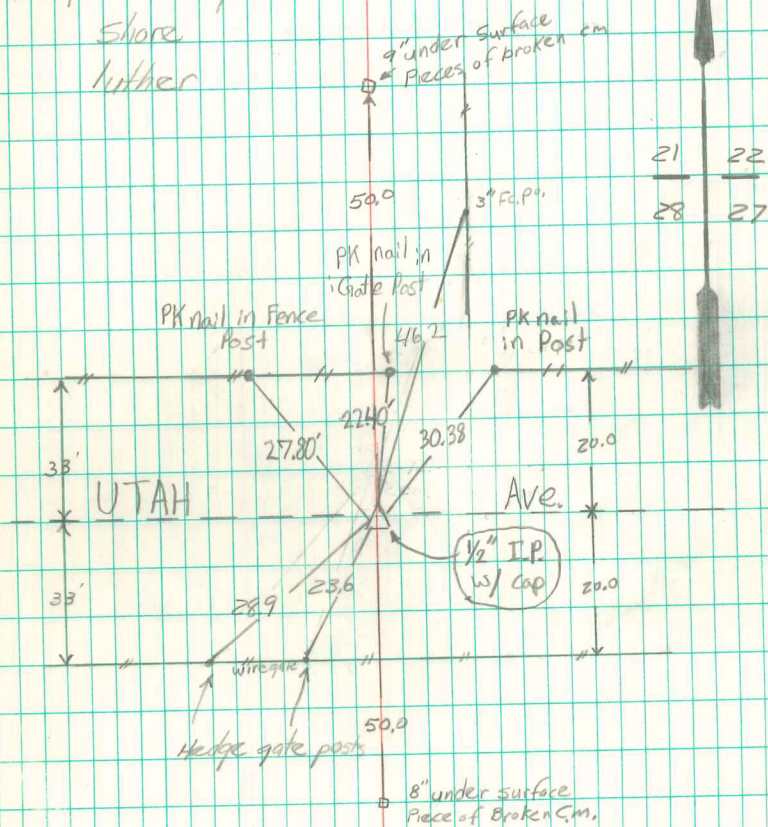 Shore
luther
9" under Surface
Pieces of broken cm
21 22
28 27
50.0
3" Fc. Po.
PK nail in
Gate Post
PK nail in Fence
Post
PK nail
in Post
46.2
22.40'
27.80'
30.38
33'
20.0
UTAH Ave.
1/2" I.P.
w/ cap
33'
20.0
28.9
23.6
wire gate
50.0
Hedge gate posts
8" under surface
Piece of Broken C.M.